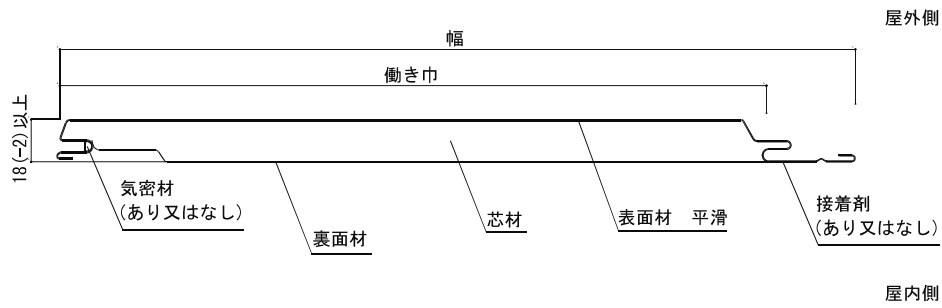 屋外側
幅
働き巾
18(-2)以上
気密材
(あり又はなし)
裏面材
芯材
表面材　平滑
接着剤
(あり又はなし)
屋内側